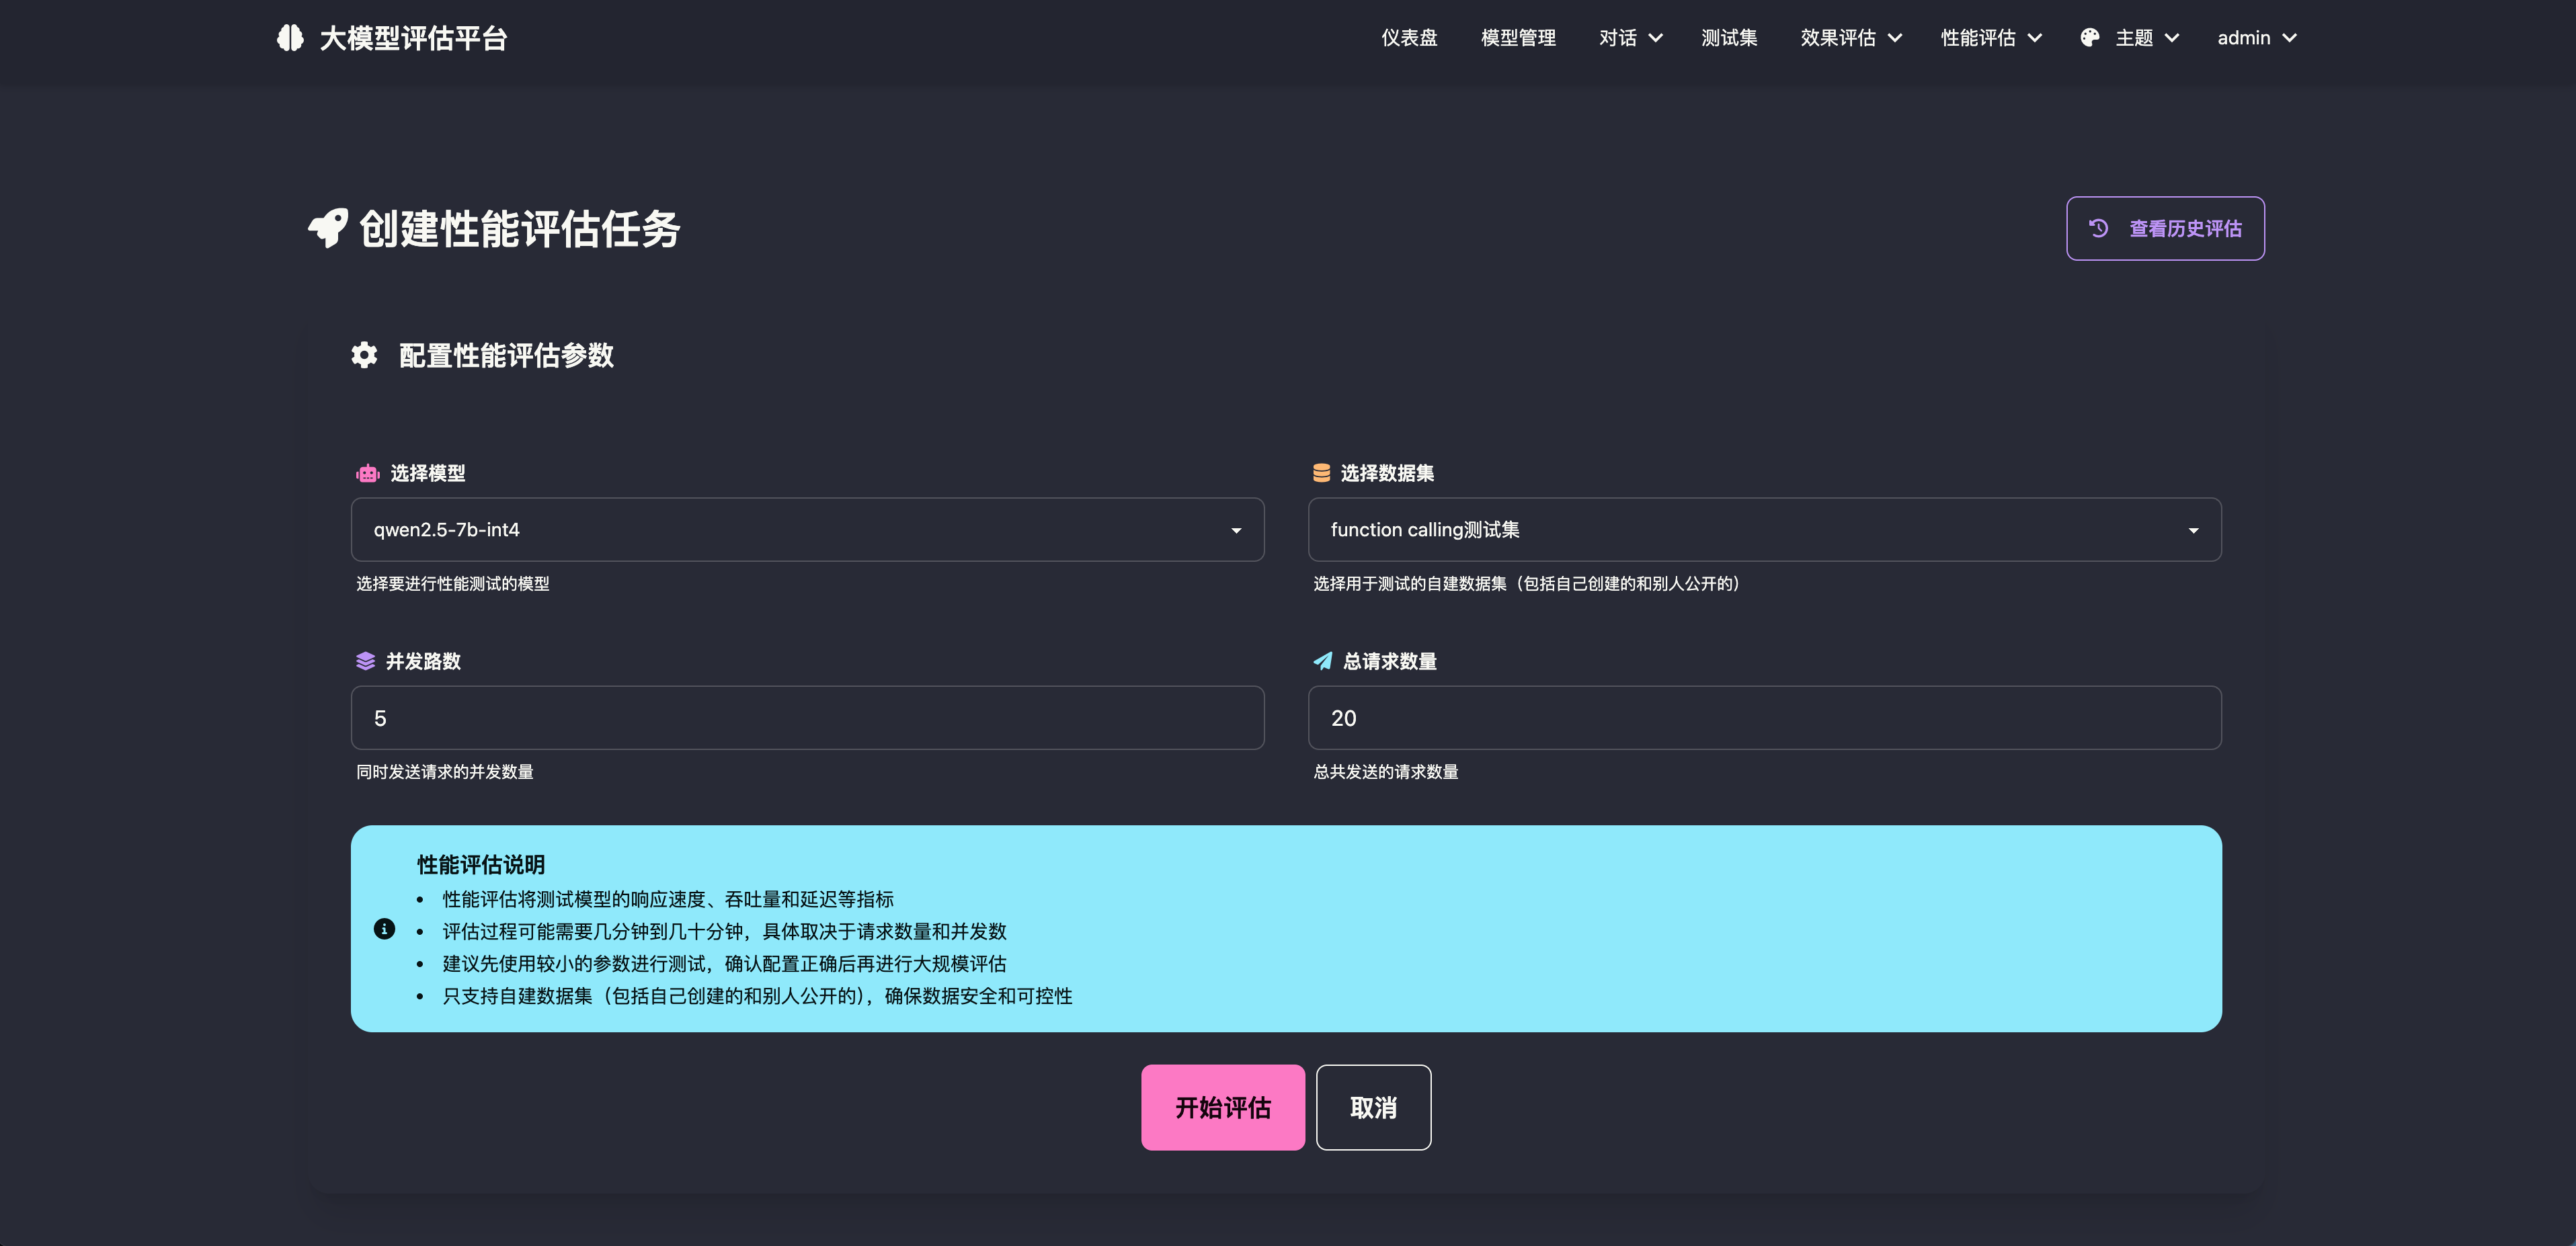 大模型评估平台
仪表盘 模型管理 对话 测试集 效果评估 性能评估 主题 admin
创建性能评估任务
查看历史评估
配置性能评估参数
选择模型
qwen2.5-7b-int4
选择要进行性能测试的模型
选择数据集
function calling测试集
选择用于测试的自建数据集（包括自己创建的和别人公开的）
并发路数
5
同时发送请求的并发数量
总请求数量
20
总共发送的请求数量
性能评估说明
• 性能评估将测试模型的响应速度、吞吐量和延迟等指标
• 评估过程可能需要几分钟到几十分钟，具体取决于请求数量和并发数
• 建议先使用较小的参数进行测试，确认配置正确后再进行大规模评估
• 只支持自建数据集（包括自己创建的和别人公开的），确保数据安全和可控性
开始评估
取消